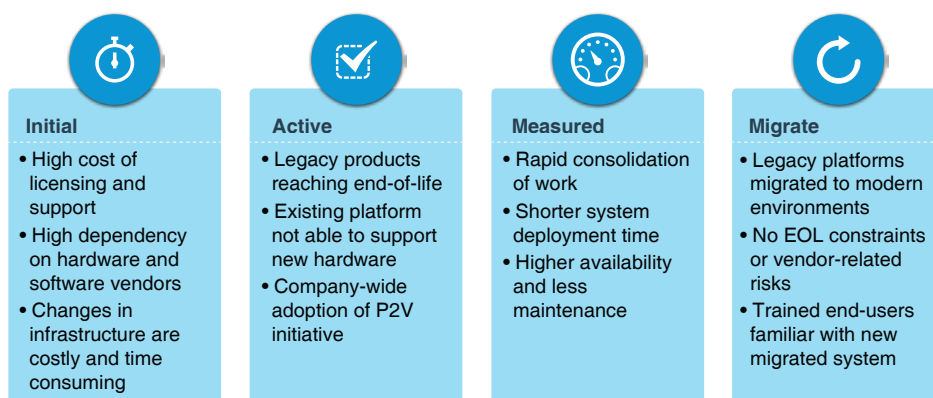 Initial
• High cost of
licensing and
support
• High dependency
on hardware and
software vendors
• Changes in
infrastructure are
costly and time
consuming
Active
• Legacy products
reaching end-of-life
• Existing platform
not able to support
new hardware
• Company-wide
adoption of P2V
initiative
Measured
• Rapid consolidation
of work
• Shorter system
deployment time
• Higher availability
and less
maintenance
Migrate
• Legacy platforms
migrated to modern
environments
• No EOL constraints
or vendor-related
risks
• Trained end-users
familiar with new
migrated system